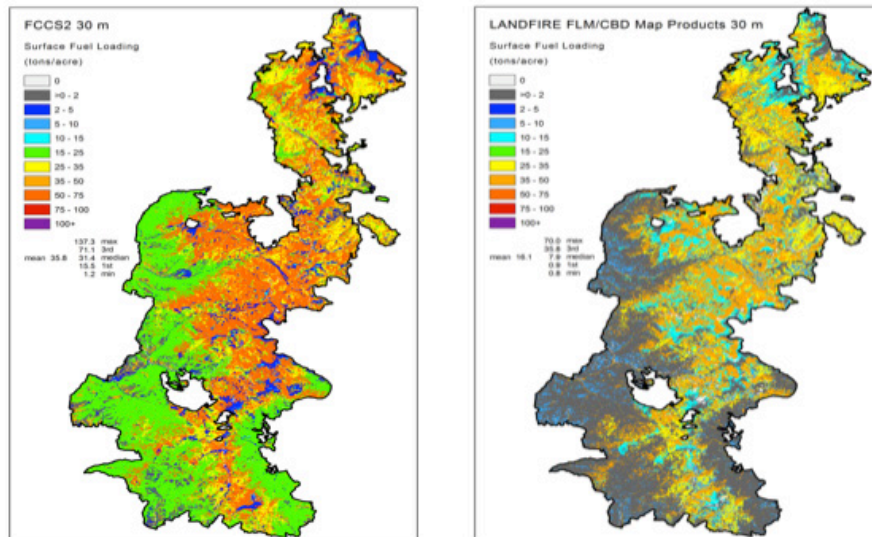 FCCS2 30 m
Surface Fuel Loading
(tons/acre)
0
>0 - 2
2 - 5
5 - 10
10 - 15
15 - 25
25 - 35
35 - 50
50 - 75
75 - 100
100+
137.3 max
71.1 3rd
mean 35.8 31.4 median
15.5 1st
1.2 min
LANDFIRE FLM/CBD Map Products 30 m
Surface Fuel Loading
(tons/acre)
0
>0 - 2
2 - 5
5 - 10
10 - 15
15 - 25
25 - 35
35 - 50
50 - 75
75 - 100
100+
70.0 max
35.8 3rd
mean 18.1 7.9 median
0.9 1st
0.8 min